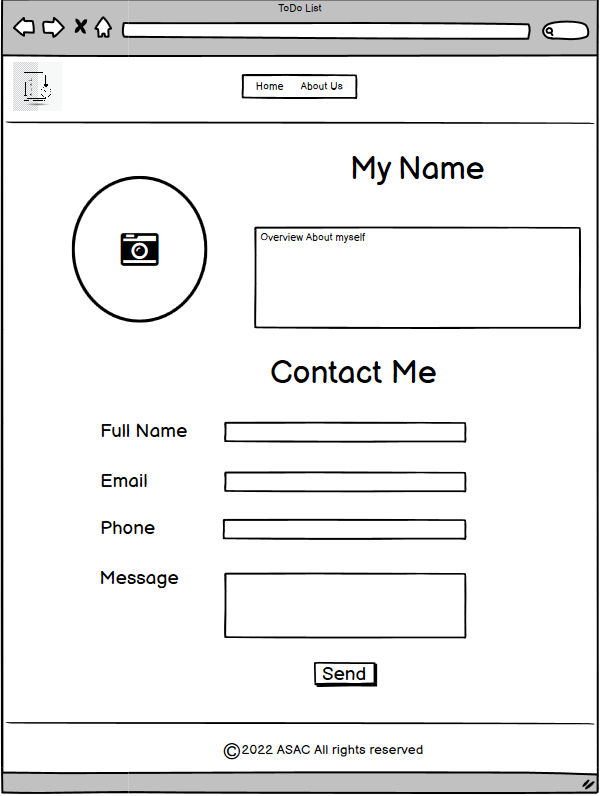 ToDo List
Home About Us
My Name
Overview About myself
Contact Me
Full Name
Email
Phone
Message
Send
©2022 ASAC All rights reserved